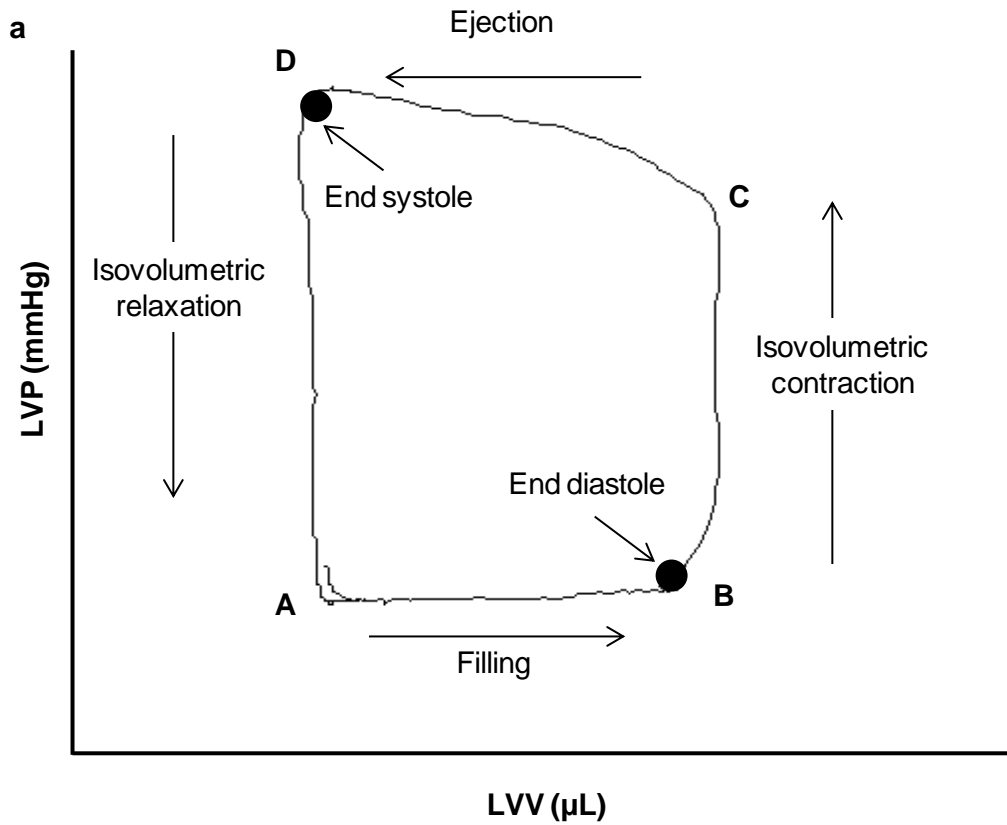 a
Ejection
D
End systole
C
Isovolumetric
relaxation
LVP (mmHg)
Isovolumetric
contraction
End diastole
A
B
Filling
LVV (µL)